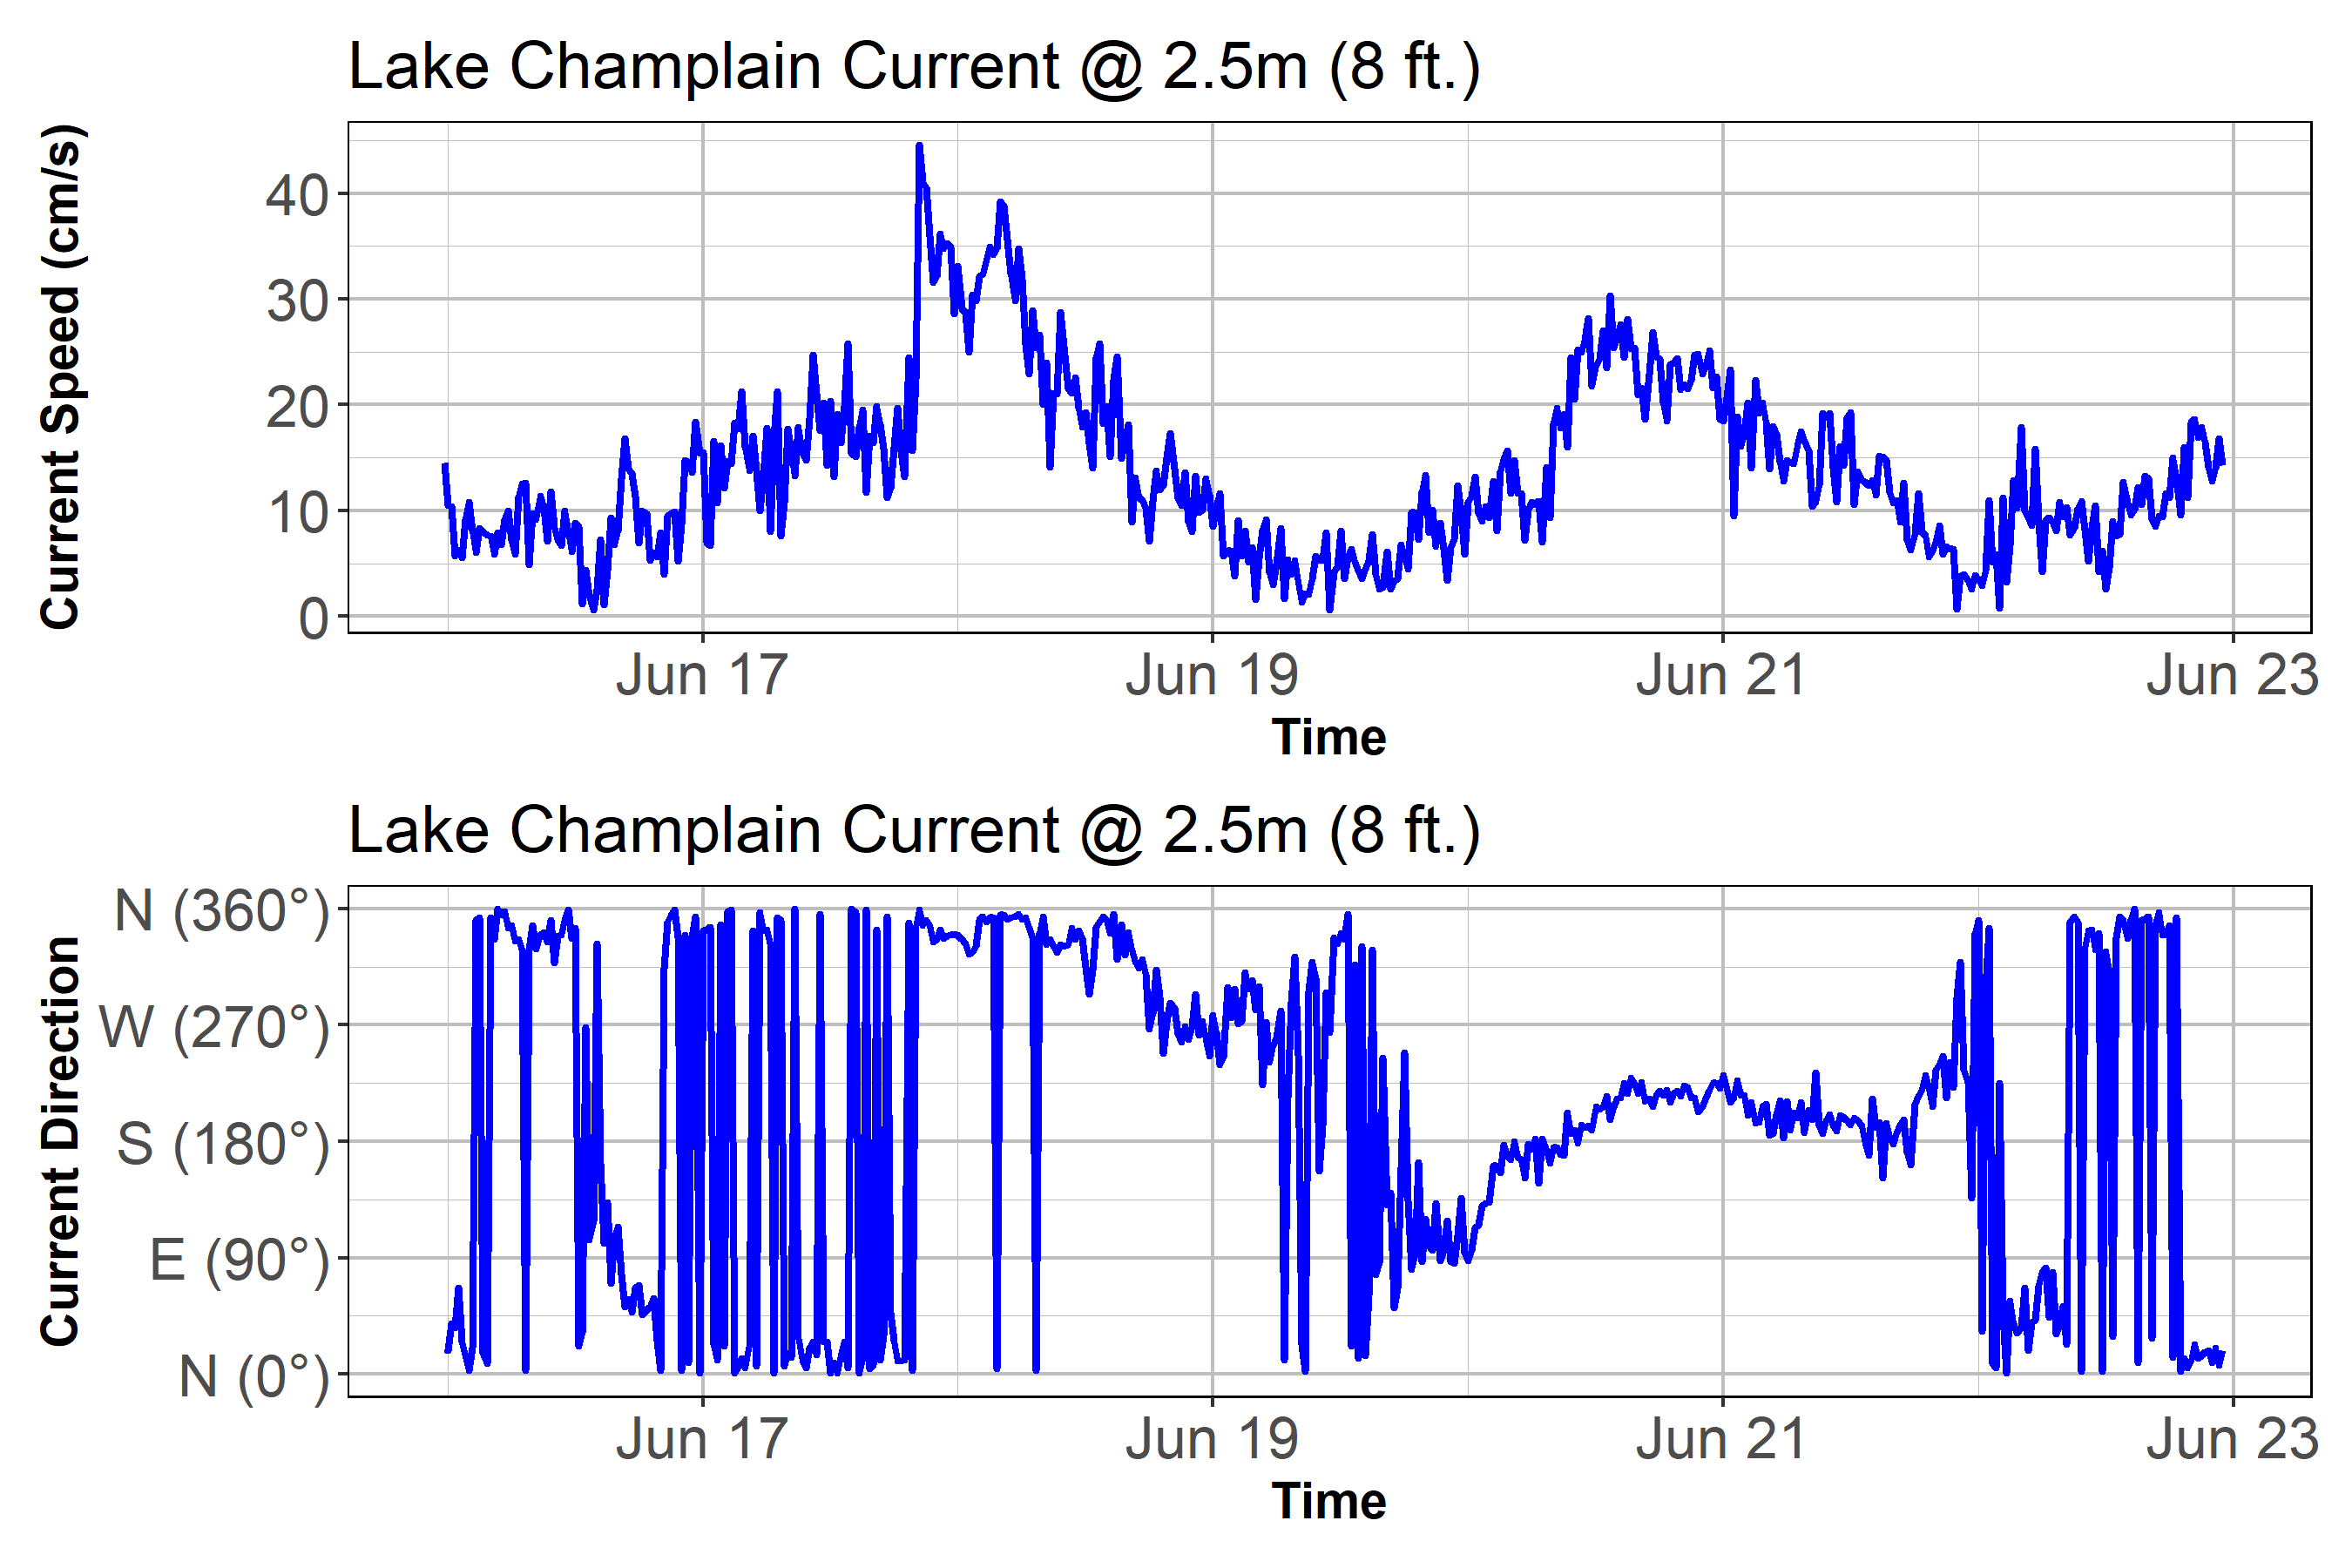 Lake Champlain Current @ 2.5m (8 ft.)
Current Speed (cm/s)
40
30
20
10
0
Jun 17 Jun 19 Jun 21 Jun 23
Time
Lake Champlain Current @ 2.5m (8 ft.)
Current Direction
N (360°)
W (270°)
S (180°)
E (90°)
N (0°)
Jun 17 Jun 19 Jun 21 Jun 23
Time